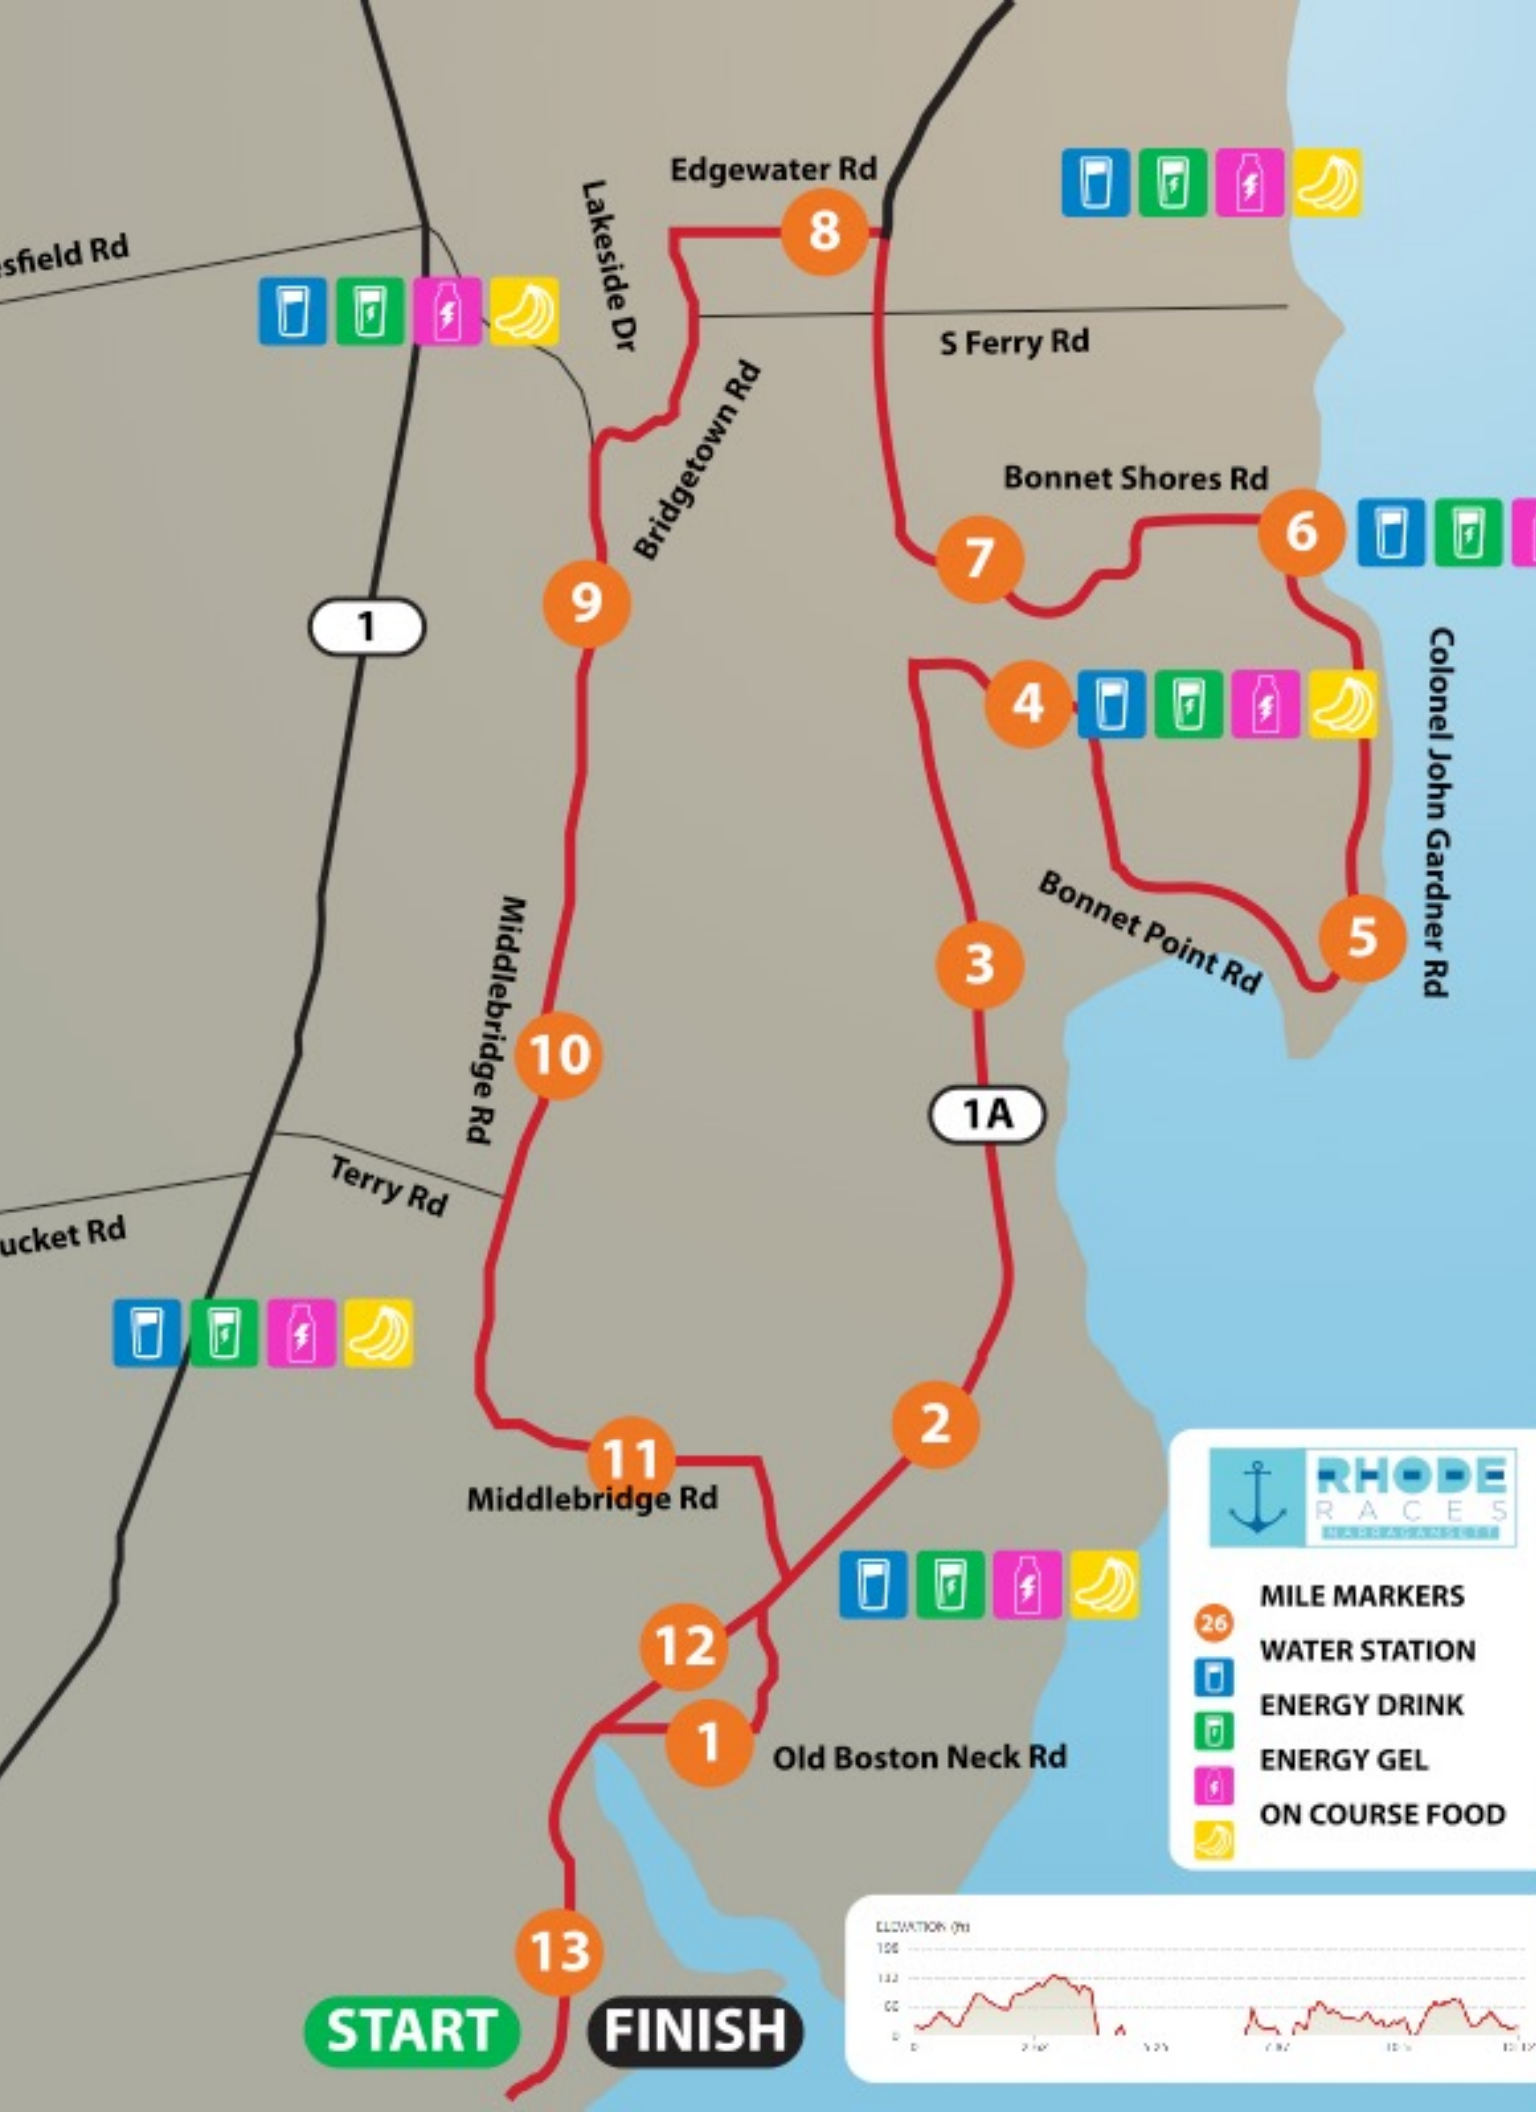 Edgewater Rd
8
Lakeside Dr
esfield Rd
S Ferry Rd
Bridgetown Rd
Bonnet Shores Rd
6
7
9
1
4
Colonel John Gardner Rd
Bonnet Point Rd
5
3
Middlebridge Rd
10
1A
Terry Rd
ucket Rd
2
11
Middlebridge Rd
12
1
Old Boston Neck Rd
13
START
FINISH
RHODE
RACES
NARRAGANSETT
MILE MARKERS
26
WATER STATION
ENERGY DRINK
ENERGY GEL
ON COURSE FOOD
ELEVATION (ft)
0